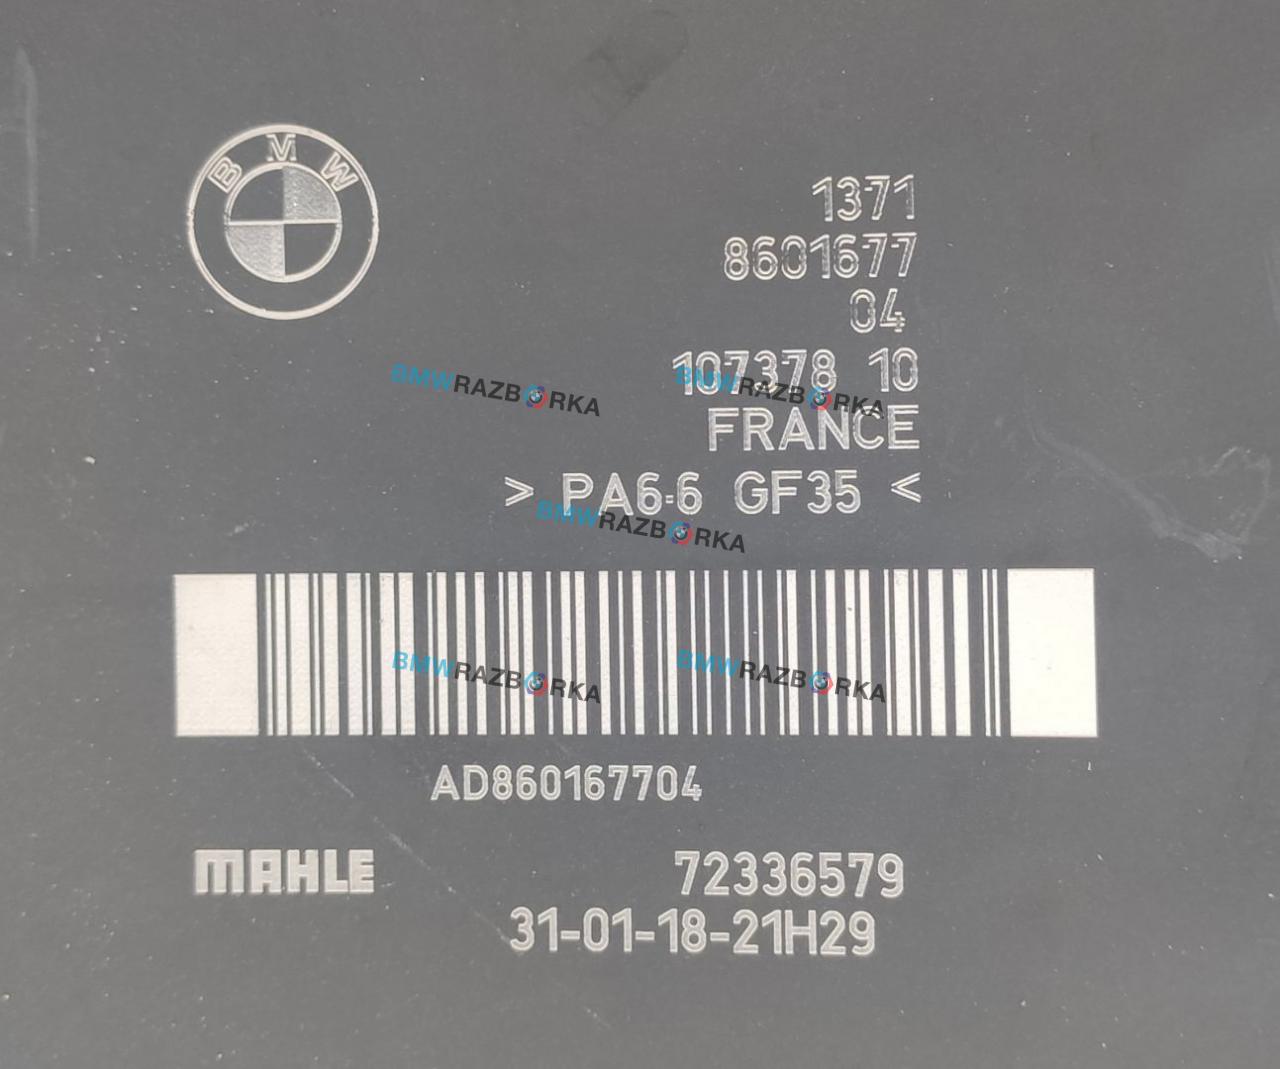 BMW
1371
8601677
04
107378 10
FRANCE
> PA6.6 GF35 <
AD860167704
MAHLE
72336579
31-01-18-21H29
BMWRAZBORKA
BMWRAZBORKA
BMWRAZBORKA
BMWRAZBORKA
BMWRAZBORKA